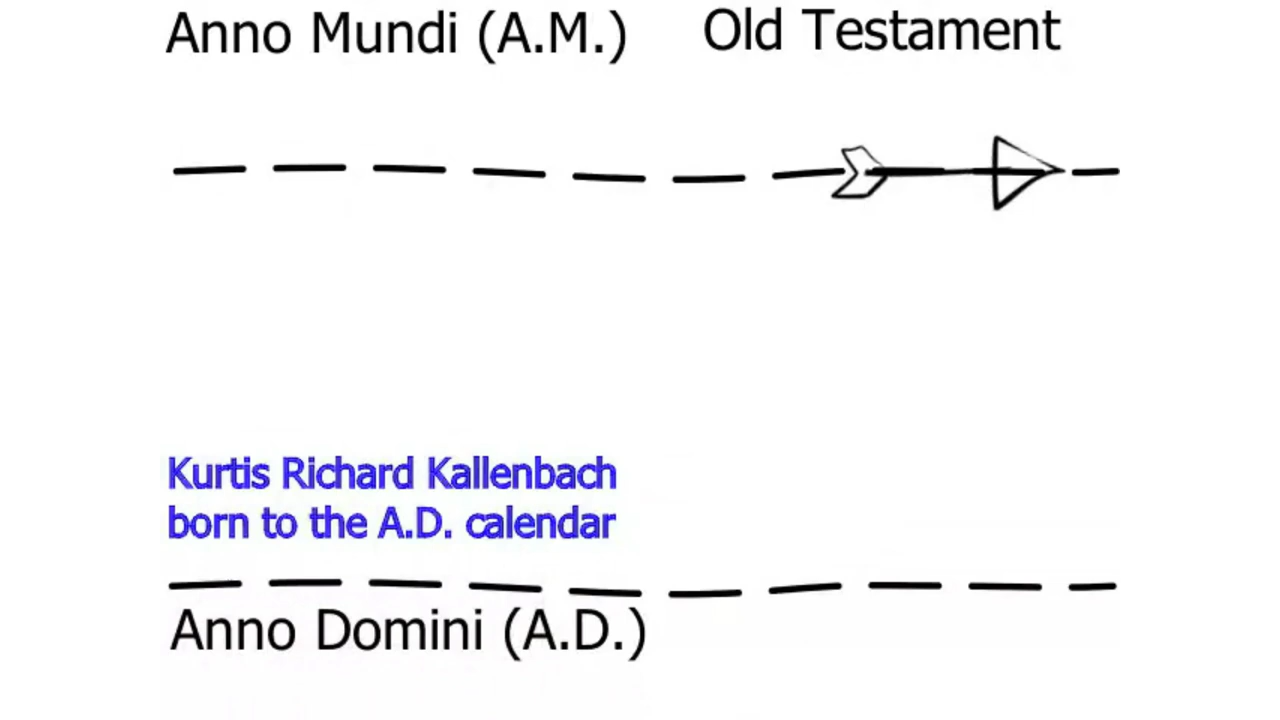 Anno Mundi (A.M.) Old Testament
Kurtis Richard Kallenbach
born to the A.D. calendar
Anno Domini (A.D.)